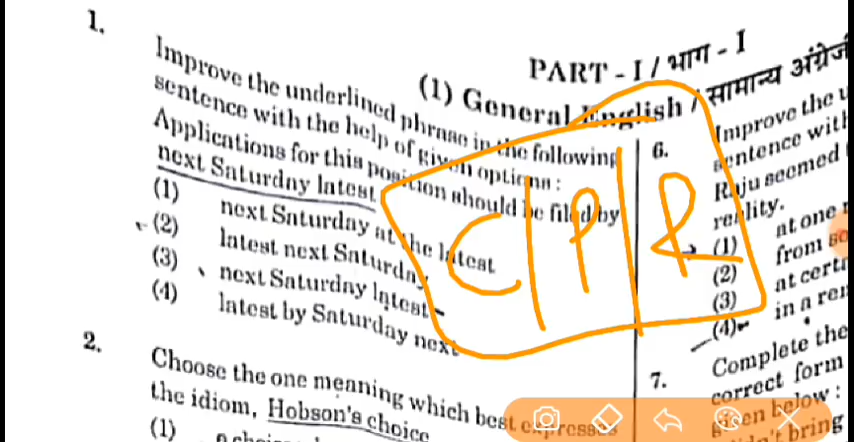 PART - I / भाग - I
(1) General English / सामान्य अंग्रेजी
1.
Improve the underlined phrase in the following
sentence with the help of given options :
Applications for this position should be filed by
next Saturday latest
(1) next Saturday at the latest
(2) latest next Saturday
(3) next Saturday latest
(4) latest by Saturday next
2.
Choose the one meaning which best expresses
the idiom, Hobson's choice
(1)
6.
Improve the
sentence with
Raju seemed
reality.
(1) at one
(2) from
(3) at
(4) in a
7.
Complete the
correct form
given below :
bring
C | P | R